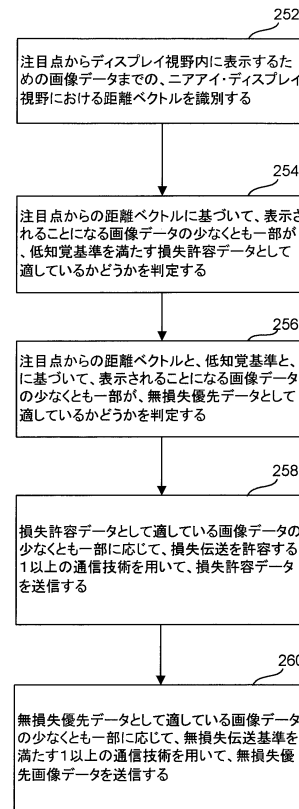 252
注目点からディスプレイ視野内に表示するた
めの画像データまでの、ニアアイ・ディスプレイ
視野における距離ベクトルを識別する
254
注目点からの距離ベクトルに基づいて、表示さ
れることになる画像データの少なくとも一部が
、低知覚基準を満たす損失許容データとして
適しているかどうかを判定する
256
注目点からの距離ベクトルと、低知覚基準と、
に基づいて、表示されることになる画像データ
の少なくとも一部が、無損失優先データとして
適しているかどうかを判定する
258
損失許容データとして適している画像データの
少なくとも一部に応じて、損失伝送を許容する
1以上の通信技術を用いて、損失許容データ
を送信する
260
無損失優先データとして適している画像データ
の少なくとも一部に応じて、無損失伝送基準を
満たす1以上の通信技術を用いて、無損失優
先画像データを送信する